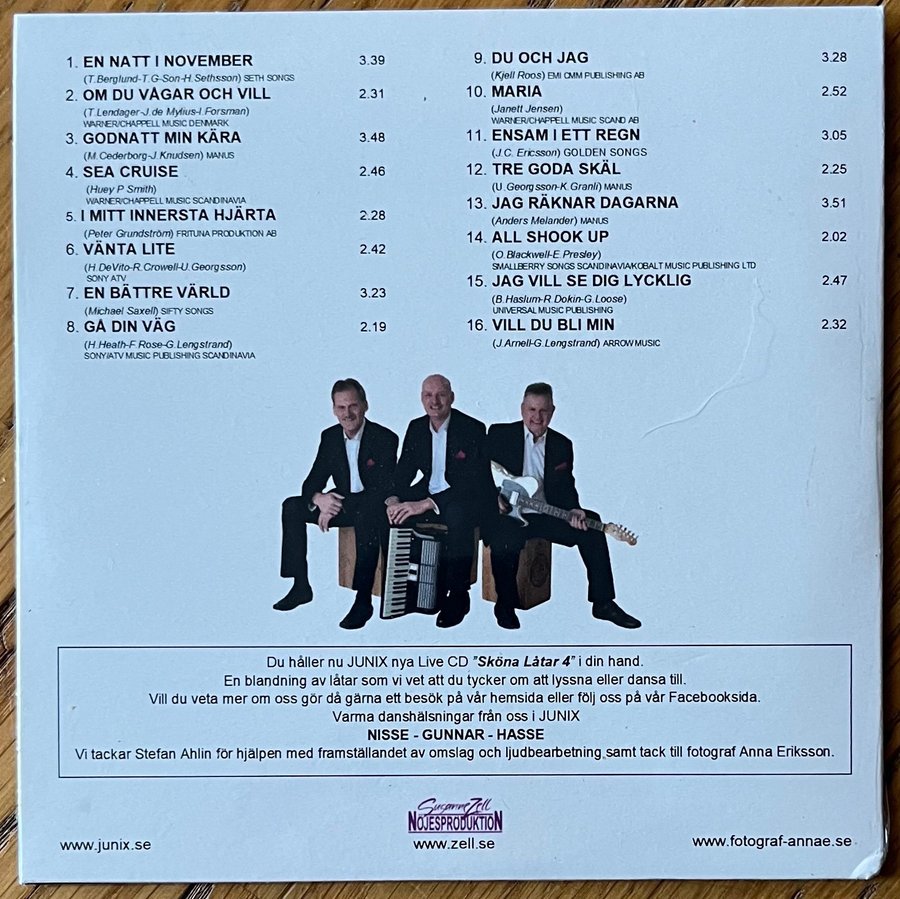 1. EN NATT I NOVEMBER 3.39
(T.Berglund-T.G-Son-H.Sethsson) SETH SONGS
2. OM DU VÅGAR OCH VILL 2.31
(T.Lendager-J.de Mylius-I.Forsman)
WARNER/CHAPPELL MUSIC DENMARK
3. GODNATT MIN KÄRA 3.48
(M.Cederborg-J.Knudsen) MANUS
4. SEA CRUISE 2.46
(Huey P Smith)
WARNER/CHAPPELL MUSIC SCANDINAVIA
5. I MITT INNERSTA HJÄRTA 2.28
(Peter Grundström) FRITUNA PRODUKTION AB
6. VÄNTA LITE 2.42
(H.DeVito-R.Crowell-U.Georgsson)
SONY ATV
7. EN BÄTTRE VÄRLD 3.23
(Michael Saxell) SIFTY SONGS
8. GÅ DIN VÄG 2.19
(H.Heath-F.Rose-G.Lengstrand)
SONY/ATV MUSIC PUBLISHING SCANDINAVIA
9. DU OCH JAG 3.28
(Kjell Roos) EMI CMM PUBLISHING AB
10. MARIA 2.52
(Janett Jensen)
WARNER/CHAPPELL MUSIC SCAND AB
11. ENSAM I ETT REGN 3.05
(J.C. Ericsson) GOLDEN SONGS
12. TRE GODA SKÄL 2.25
(U.Georgsson-K.Granli) MANUS
13. JAG RÄKNAR DAGARNA 3.51
(Anders Melander) MANUS
14. ALL SHOOK UP 2.02
(O.Blackwell-E.Presley)
SMALLBERRY SONGS SCANDINAVIA/KOBALT MUSIC PUBLISHING LTD
15. JAG VILL SE DIG LYCKLIG 2.47
(B.Haslum-R.Dokin-G.Loose)
UNIVERSAL MUSIC PUBLISHING
16. VILL DU BLI MIN 2.32
(J.Arnell-G.Lengstrand) ARROW MUSIC
Du håller nu JUNIX nya Live CD "Sköna Låtar 4" i din hand.
En blandning av låtar som vi vet att du tycker om att lyssna eller dansa till.
Vill du veta mer om oss gör då gärna ett besök på vår hemsida eller följ oss på vår Facebooksida.
Varma danshälsningar från oss i JUNIX
NISSE - GUNNAR - HASSE
Vi tackar Stefan Ahlin för hjälpen med framställandet av omslag och ljudbearbetning samt tack till fotograf Anna Eriksson.
Susanne Zell
NÖJESPRODUKTION
www.junix.se
www.zell.se
www.fotograf-annae.se